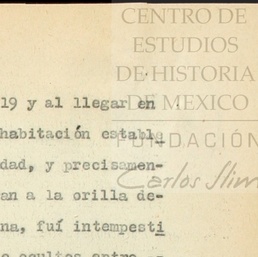 CENTRO DE
ESTUDIOS
DE HISTORIA
DE MEXICO
FUNDACIÓN
Carlos Slim
19 y al llegar en
habitación establ
dad, y precisamen-
an a la orilla de-
na, fuí intempesti